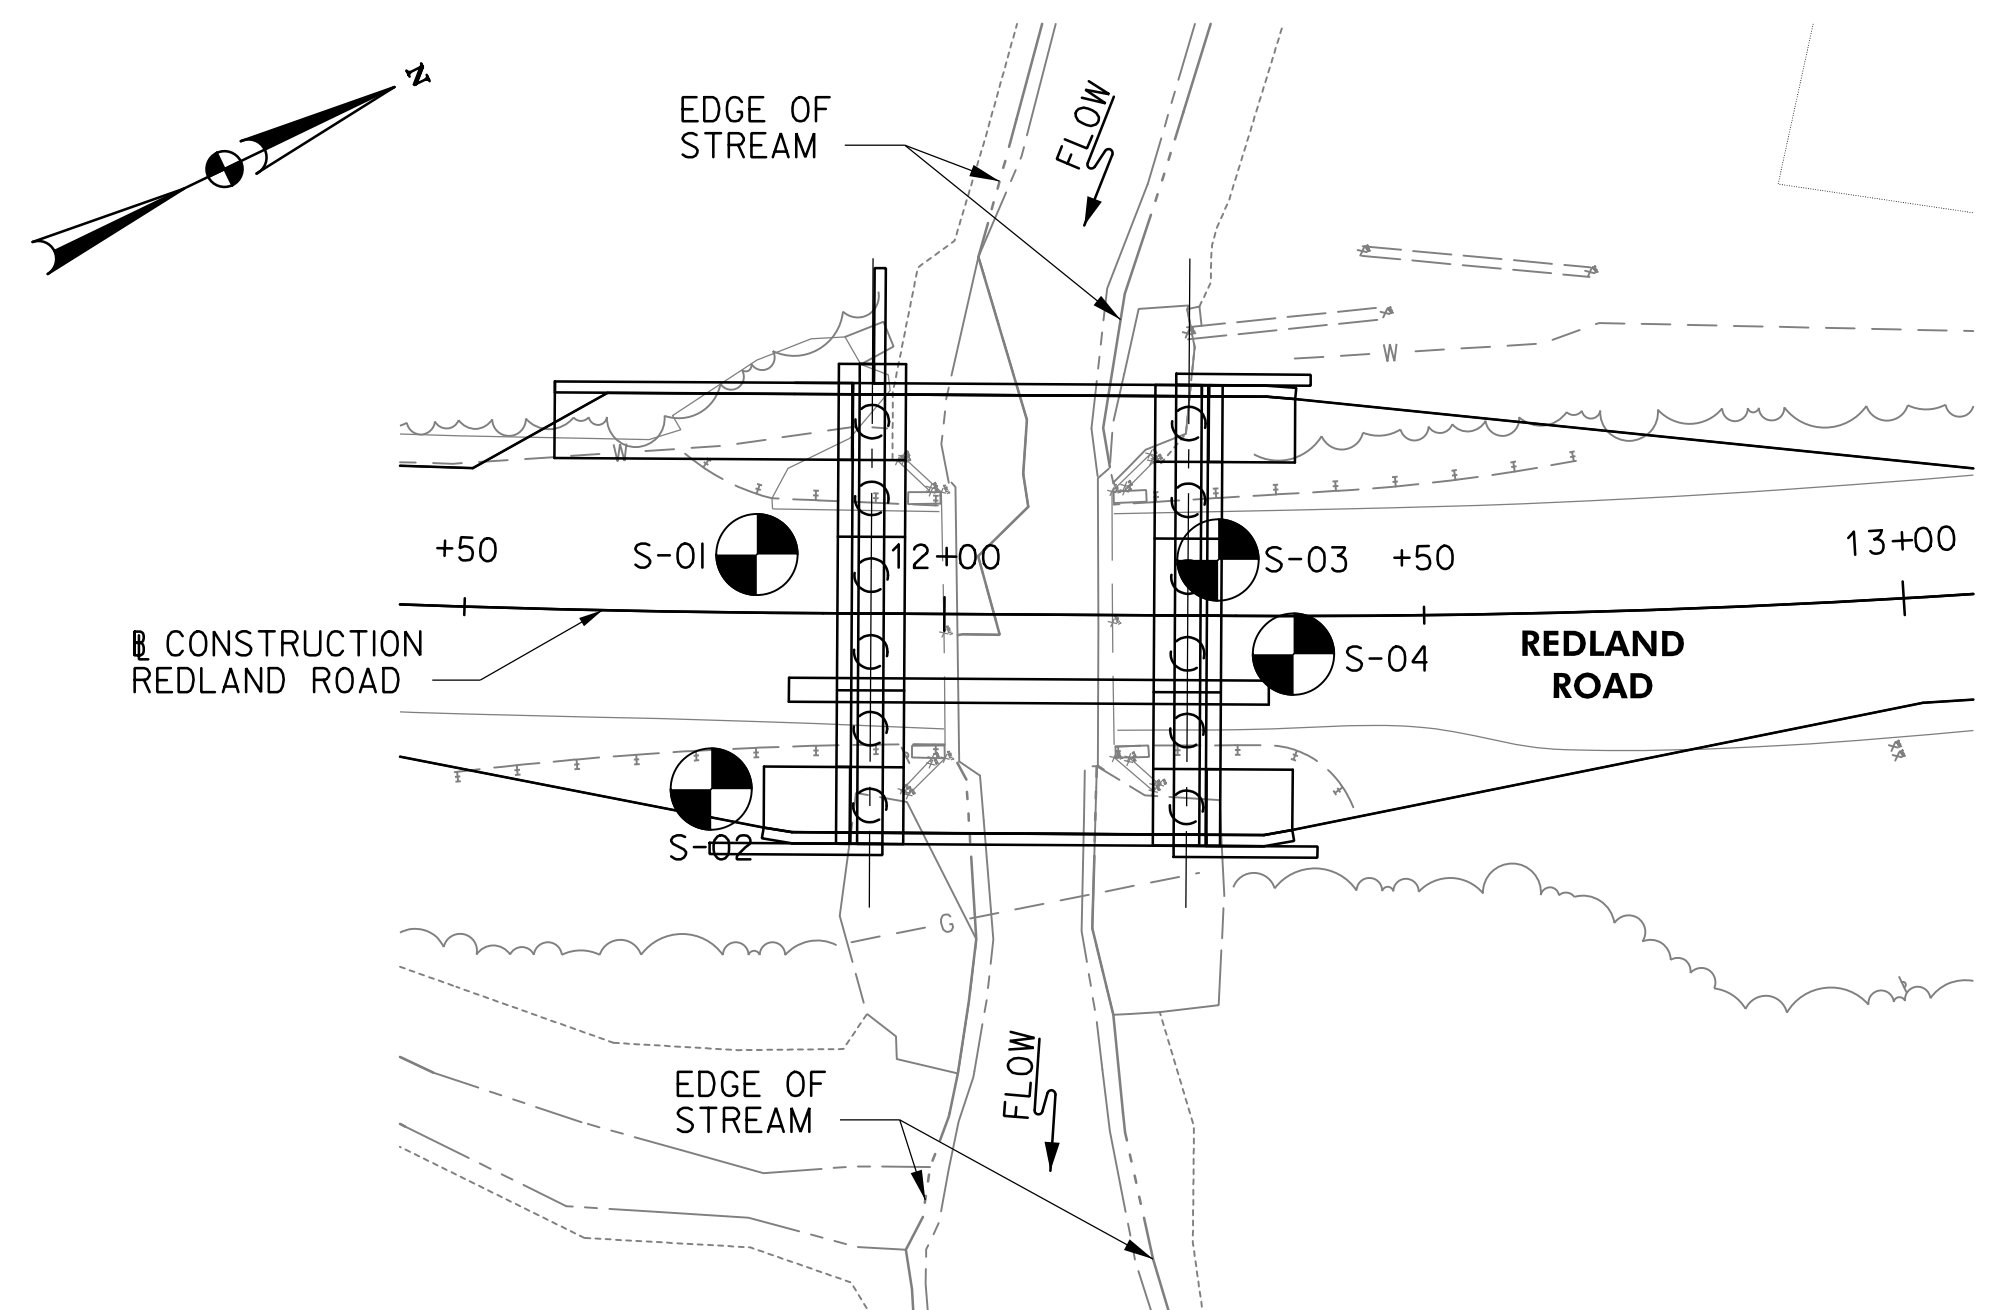 N
EDGE OF
STREAM
FLOW
W
W
+50
S-01
12+00
S-03
+50
13+00
℄ CONSTRUCTION
REDLAND ROAD
S-04
REDLAND
ROAD
S-02
G
EDGE OF
STREAM
FLOW